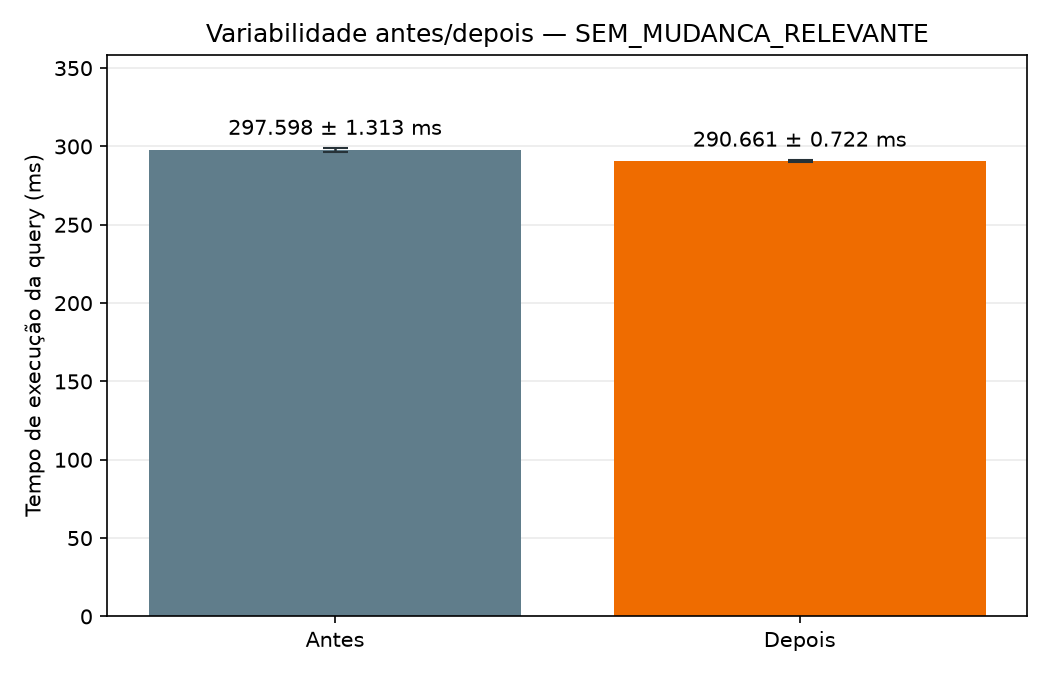 Variabilidade antes/depois — SEM_MUDANCA_RELEVANTE
Tempo de execução da query (ms)
350
300
250
200
150
100
50
0
297.598 ± 1.313 ms
290.661 ± 0.722 ms
Antes
Depois